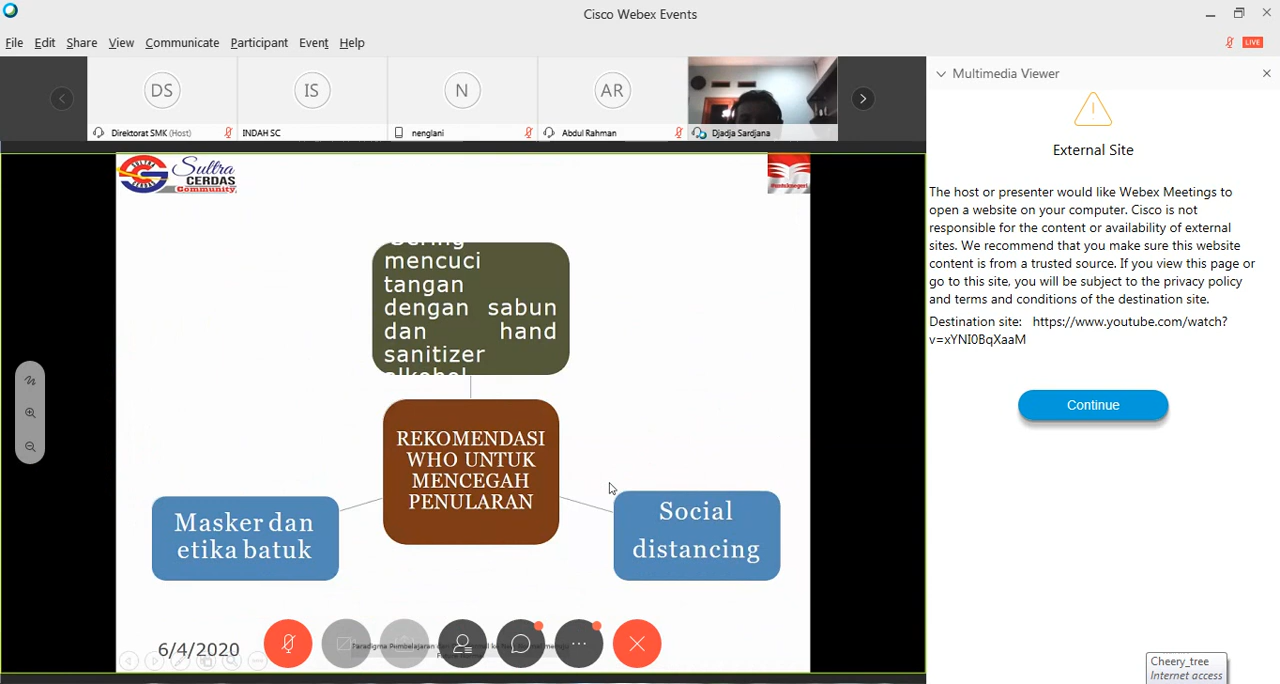 Cisco Webex Events
File Edit Share View Communicate Participant Event Help
LIVE
DS
IS
N
AR
Direktorat SMK (Host)
INDAH SC
nenglani
Abdul Rahman
Djadja Sardjana
Multimedia Viewer
External Site
The host or presenter would like Webex Meetings to
open a website on your computer. Cisco is not
responsible for the content or availability of external
sites. We recommend that you make sure this website
content is from a trusted source. If you view this page or
go to this site, you will be subject to the privacy policy
and terms and conditions of the destination site.
Destination site: https://www.youtube.com/watch?
v=xYNI0BqXaaM
Continue
Sultra
CERDAS
Community
Sering
mencuci
tangan
dengan sabun
dan hand
sanitizer
alkohol
REKOMENDASI
WHO UNTUK
MENCEGAH
PENULARAN
Masker dan
etika batuk
Social
distancing
6/4/2020
Paradigma Pembelajaran
Cheery_tree
Internet access